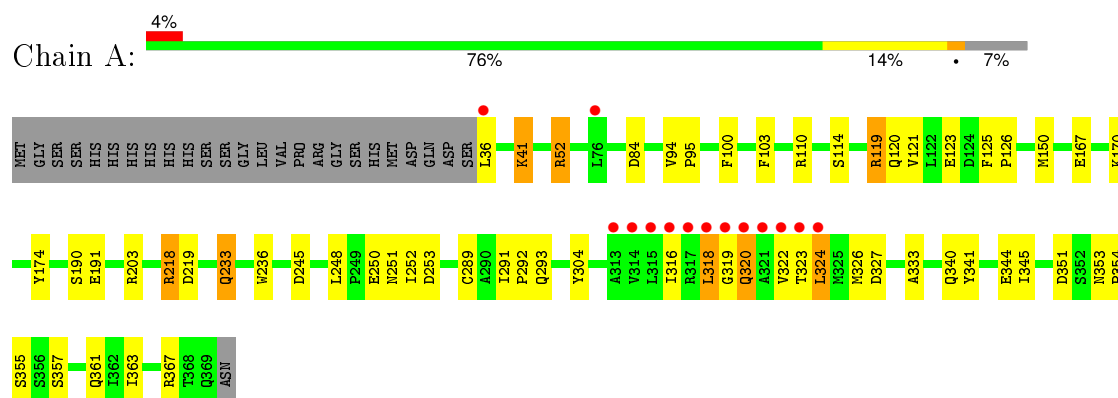 4%
Chain A:
76% 14% • 7%
MET GLY SER SER HIS HIS HIS HIS HIS HIS SER SER GLY LEU VAL PRO ARG GLY SER HIS MET ASP GLN ASP SER L36 K41 R52 L76 D84 V94 P95 F100 F103 R110 S114 R119 Q120 V121 L122 E123 D124 F125 P126 M150 E167
Y174 S190 E191 R203 R218 D219 Q233 W236 D245 L248 P249 E250 N251 I252 D253 C289 A290 I291 P292 Q293 Y304 A313 V314 L315 I316 R317 L318 G319 Q320 A321 V322 T323 L324 M325 M326 D327 A333 Q340 Y341 E344 I345 D351 S352 N353
S355 S356 S357 Q361 I362 I363 R367 T368 Q369 ASN